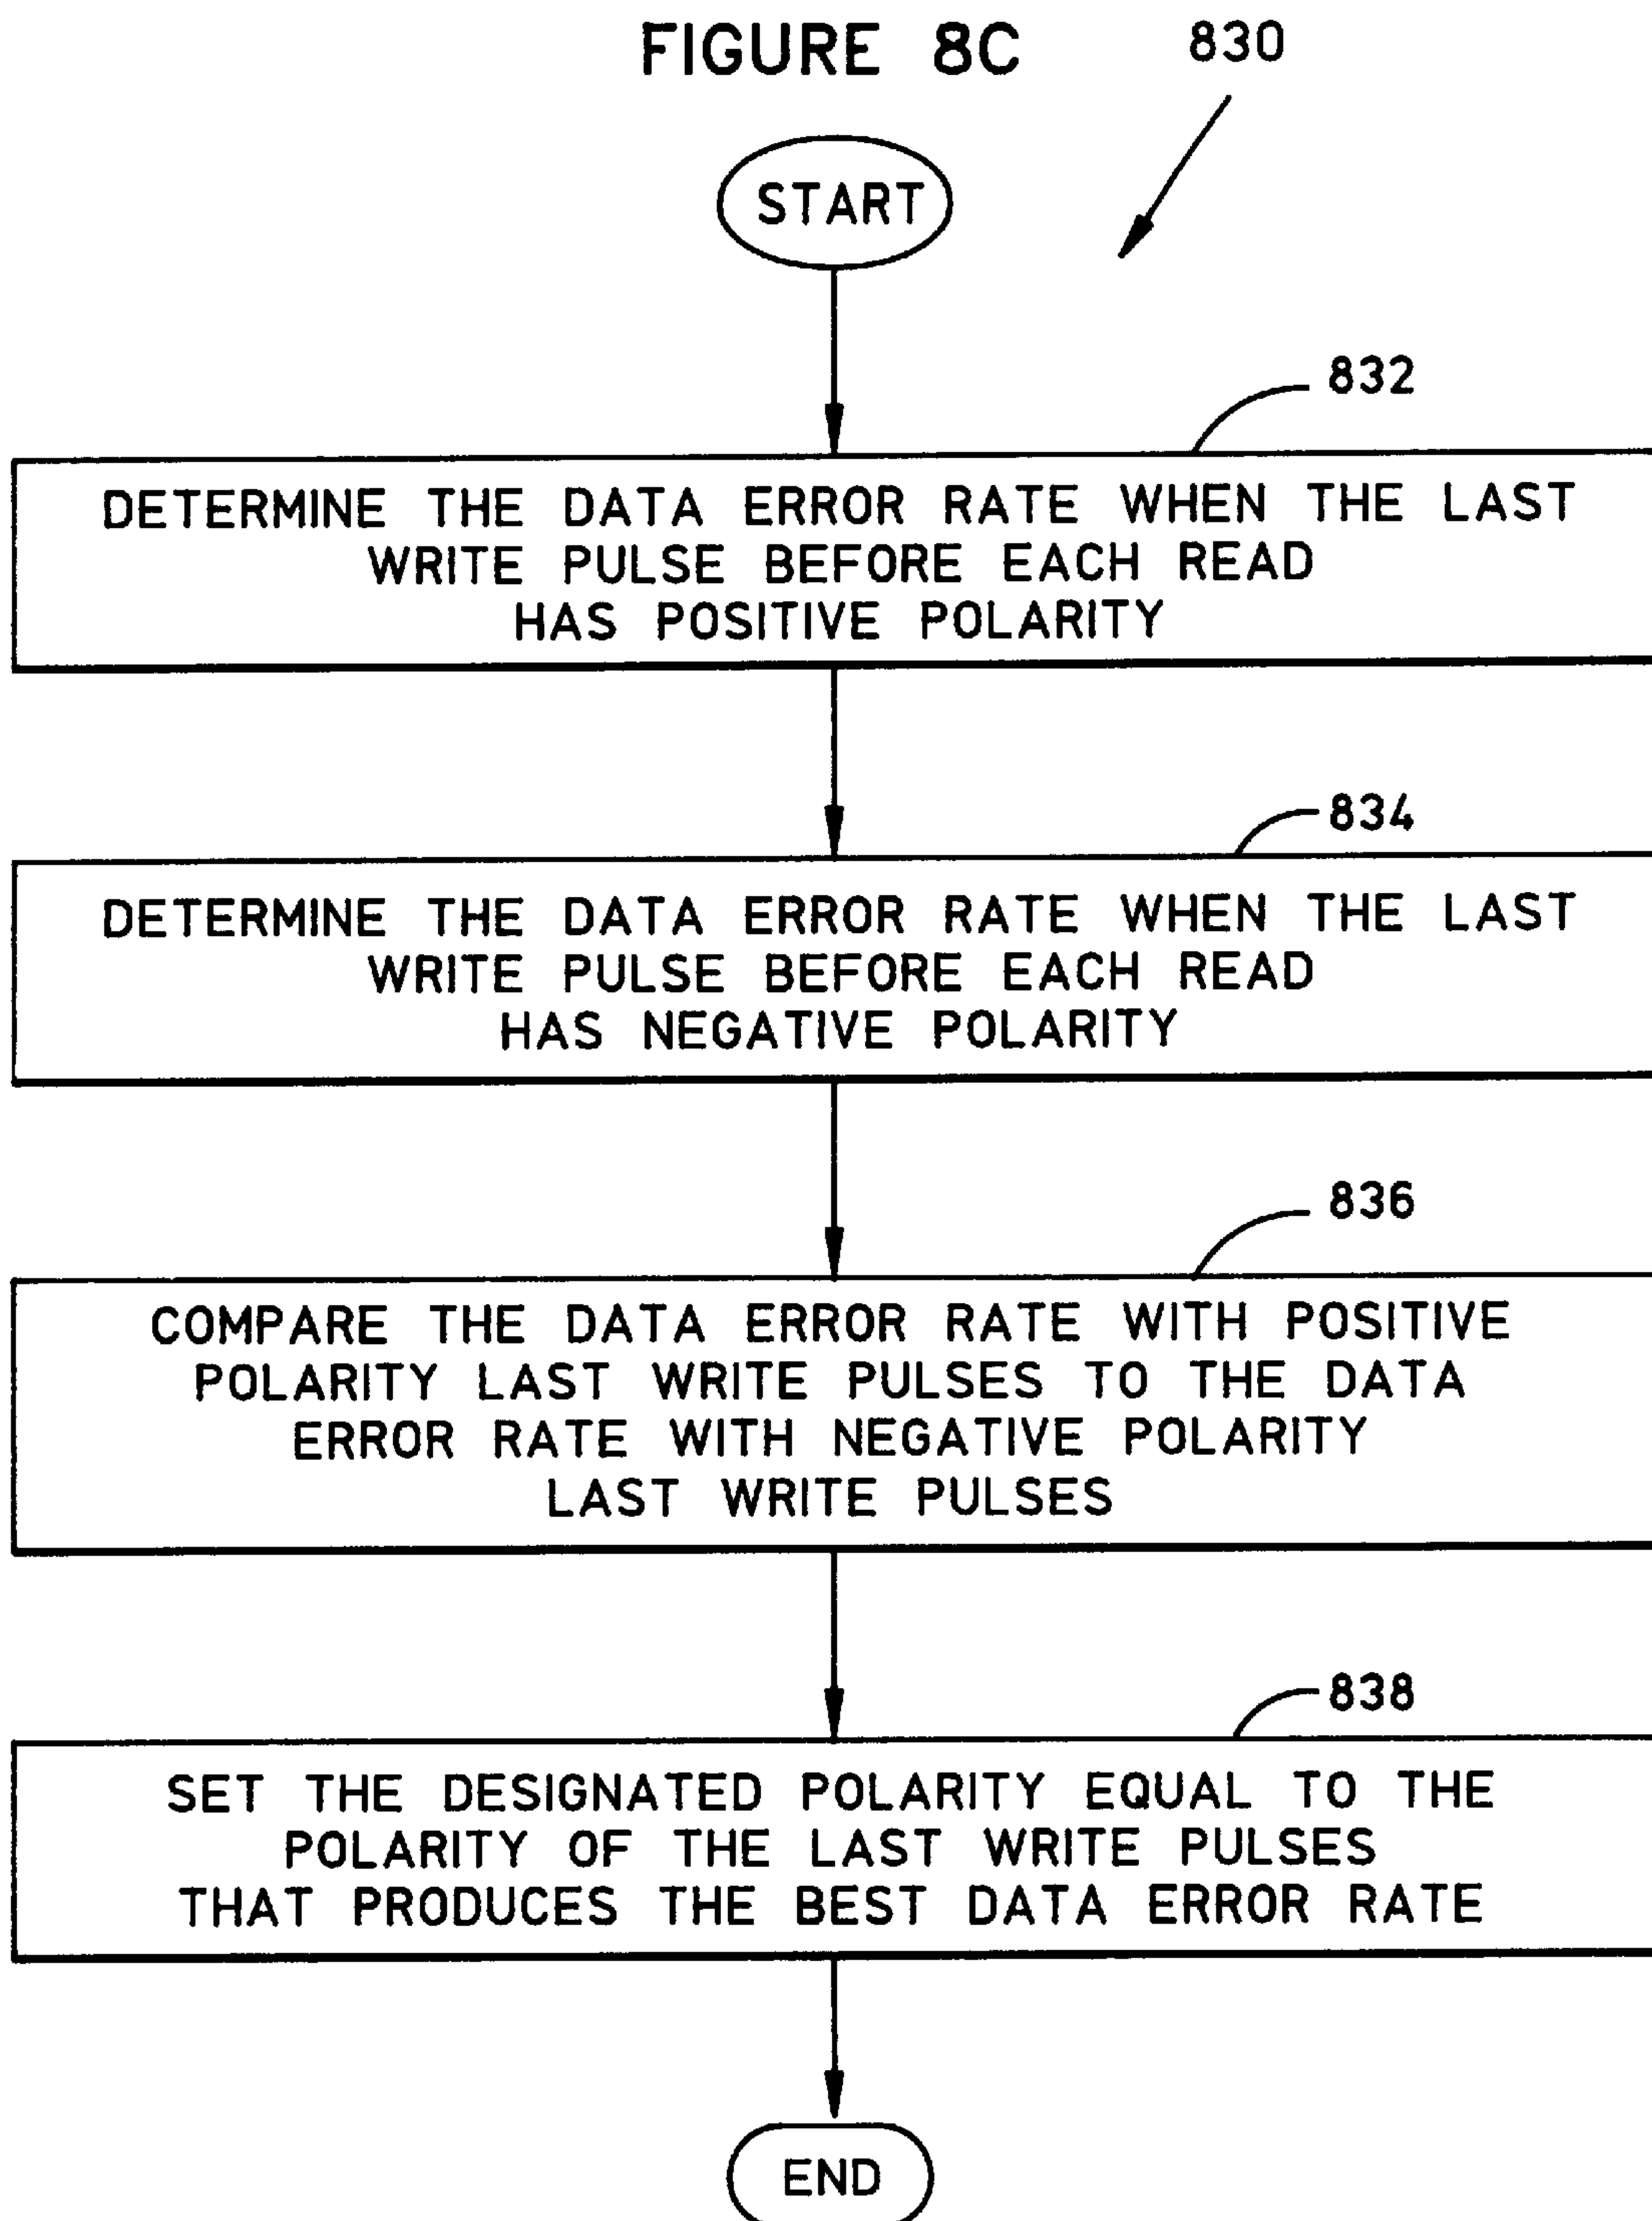 FIGURE 8C
830
START
832
DETERMINE THE DATA ERROR RATE WHEN THE LAST
WRITE PULSE BEFORE EACH READ
HAS POSITIVE POLARITY
834
DETERMINE THE DATA ERROR RATE WHEN THE LAST
WRITE PULSE BEFORE EACH READ
HAS NEGATIVE POLARITY
836
COMPARE THE DATA ERROR RATE WITH POSITIVE
POLARITY LAST WRITE PULSES TO THE DATA
ERROR RATE WITH NEGATIVE POLARITY
LAST WRITE PULSES
838
SET THE DESIGNATED POLARITY EQUAL TO THE
POLARITY OF THE LAST WRITE PULSES
THAT PRODUCES THE BEST DATA ERROR RATE
END